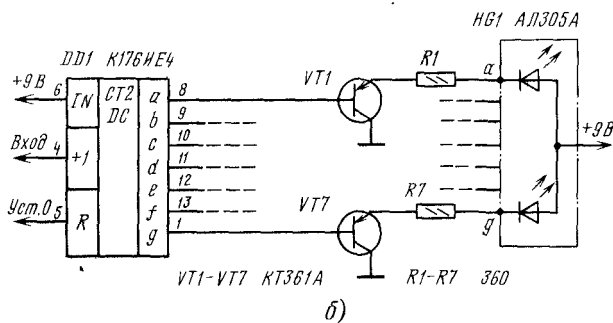 HG1 АЛ305А
DD1 К176ИЕ4
+9В 6 IN СТ2 DC a 8 VT1 R1 a
b 9
Вход 4 +1 c 10 +9В
d 11
e 12 R7
Уст.0 5 R f 13 VT7
g 1 g
VT1-VT7 КТ361А R1-R7 360
б)